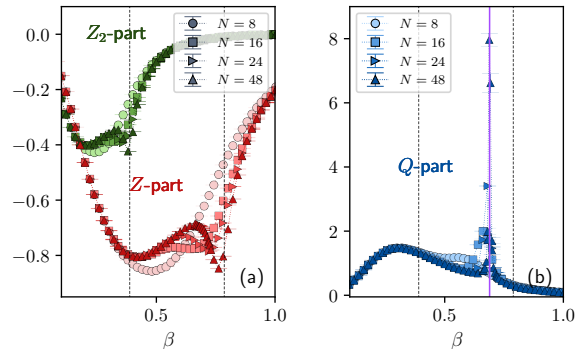 0.0
−0.2
−0.4
−0.6
−0.8
0.5
1.0
β
Z₂-part
Z-part
N = 8
N = 16
N = 24
N = 48
(a)
8
6
4
2
0
0.5
1.0
β
Q-part
N = 8
N = 16
N = 24
N = 48
(b)